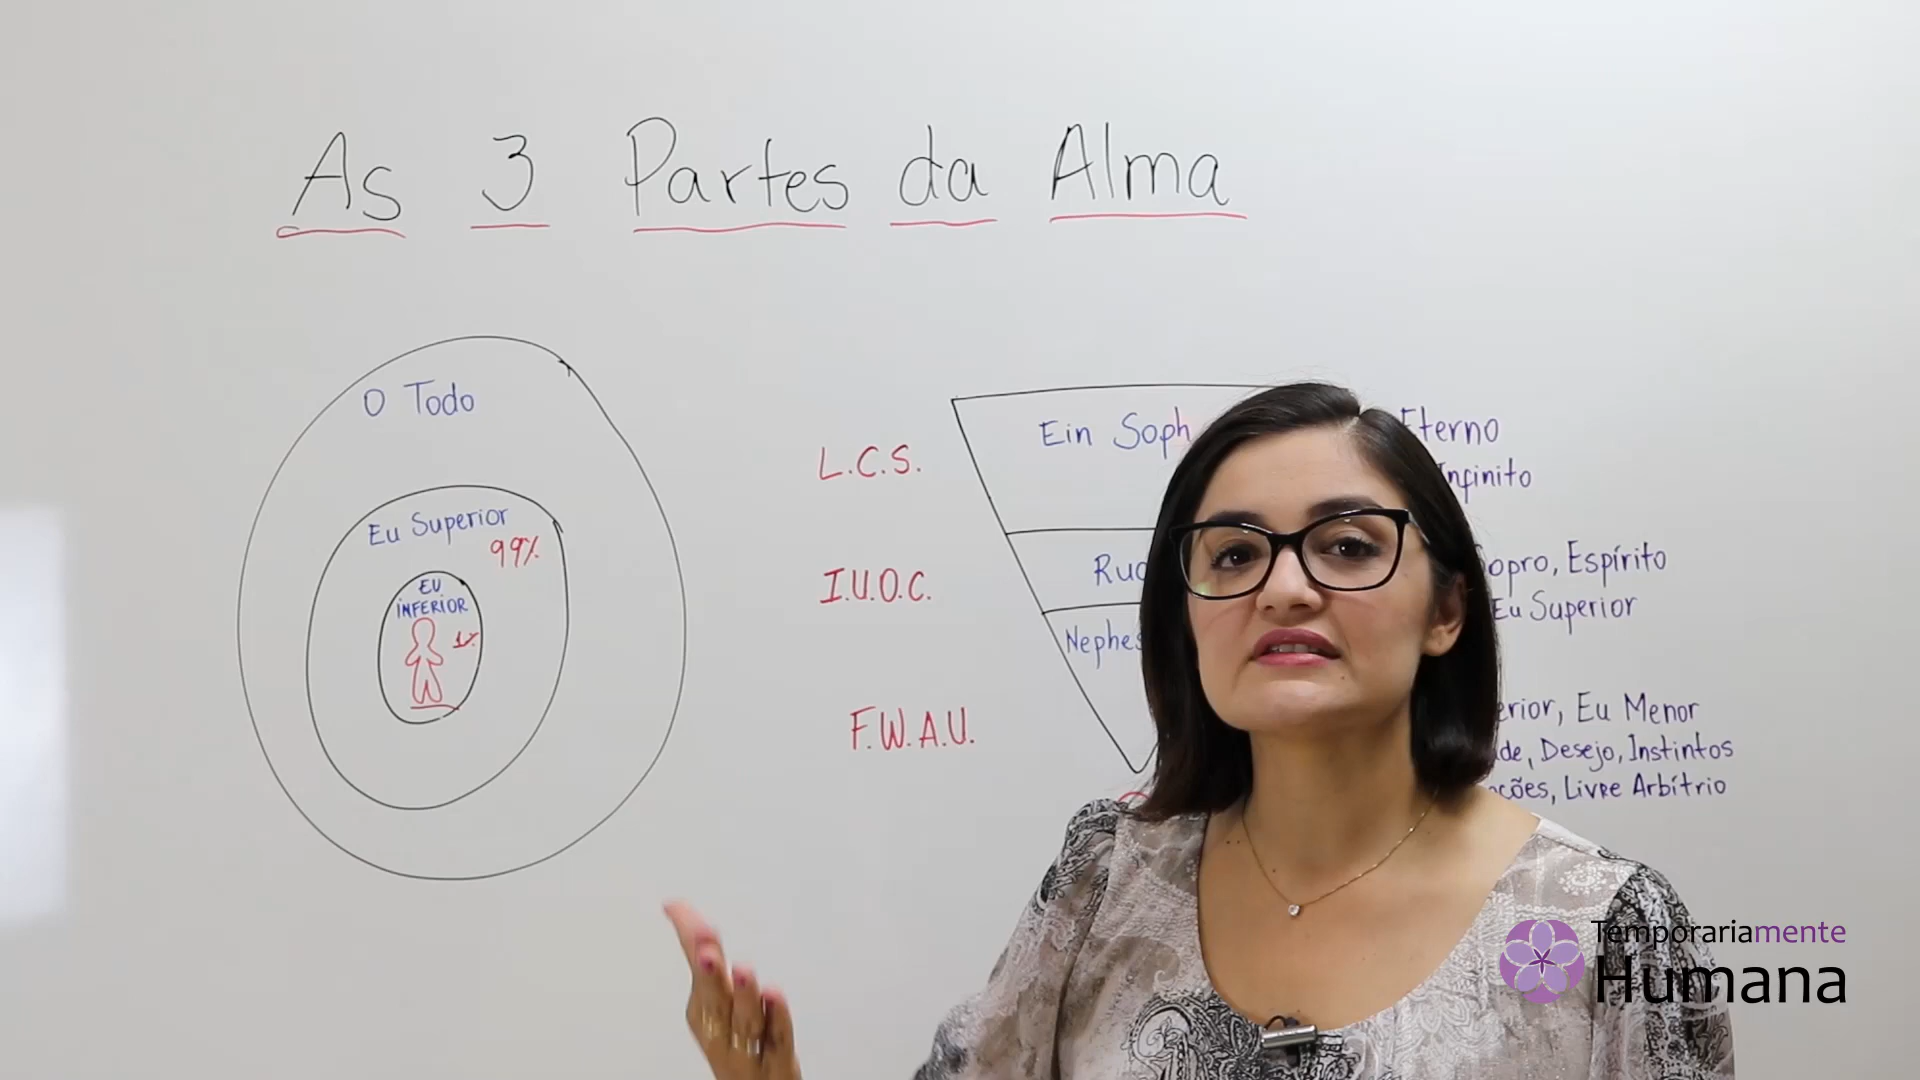 As 3 Partes da Alma
O Todo
Eu Superior
99%
EU
INFERIOR
1%
L.C.S.
I.U.O.C.
F.W.A.U.
Ein Soph
Eterno
Infinito
Espírito
Eu Superior
Eu Menor
Desejo, Instintos
Livre Arbítrio
Temporariamente
Humana